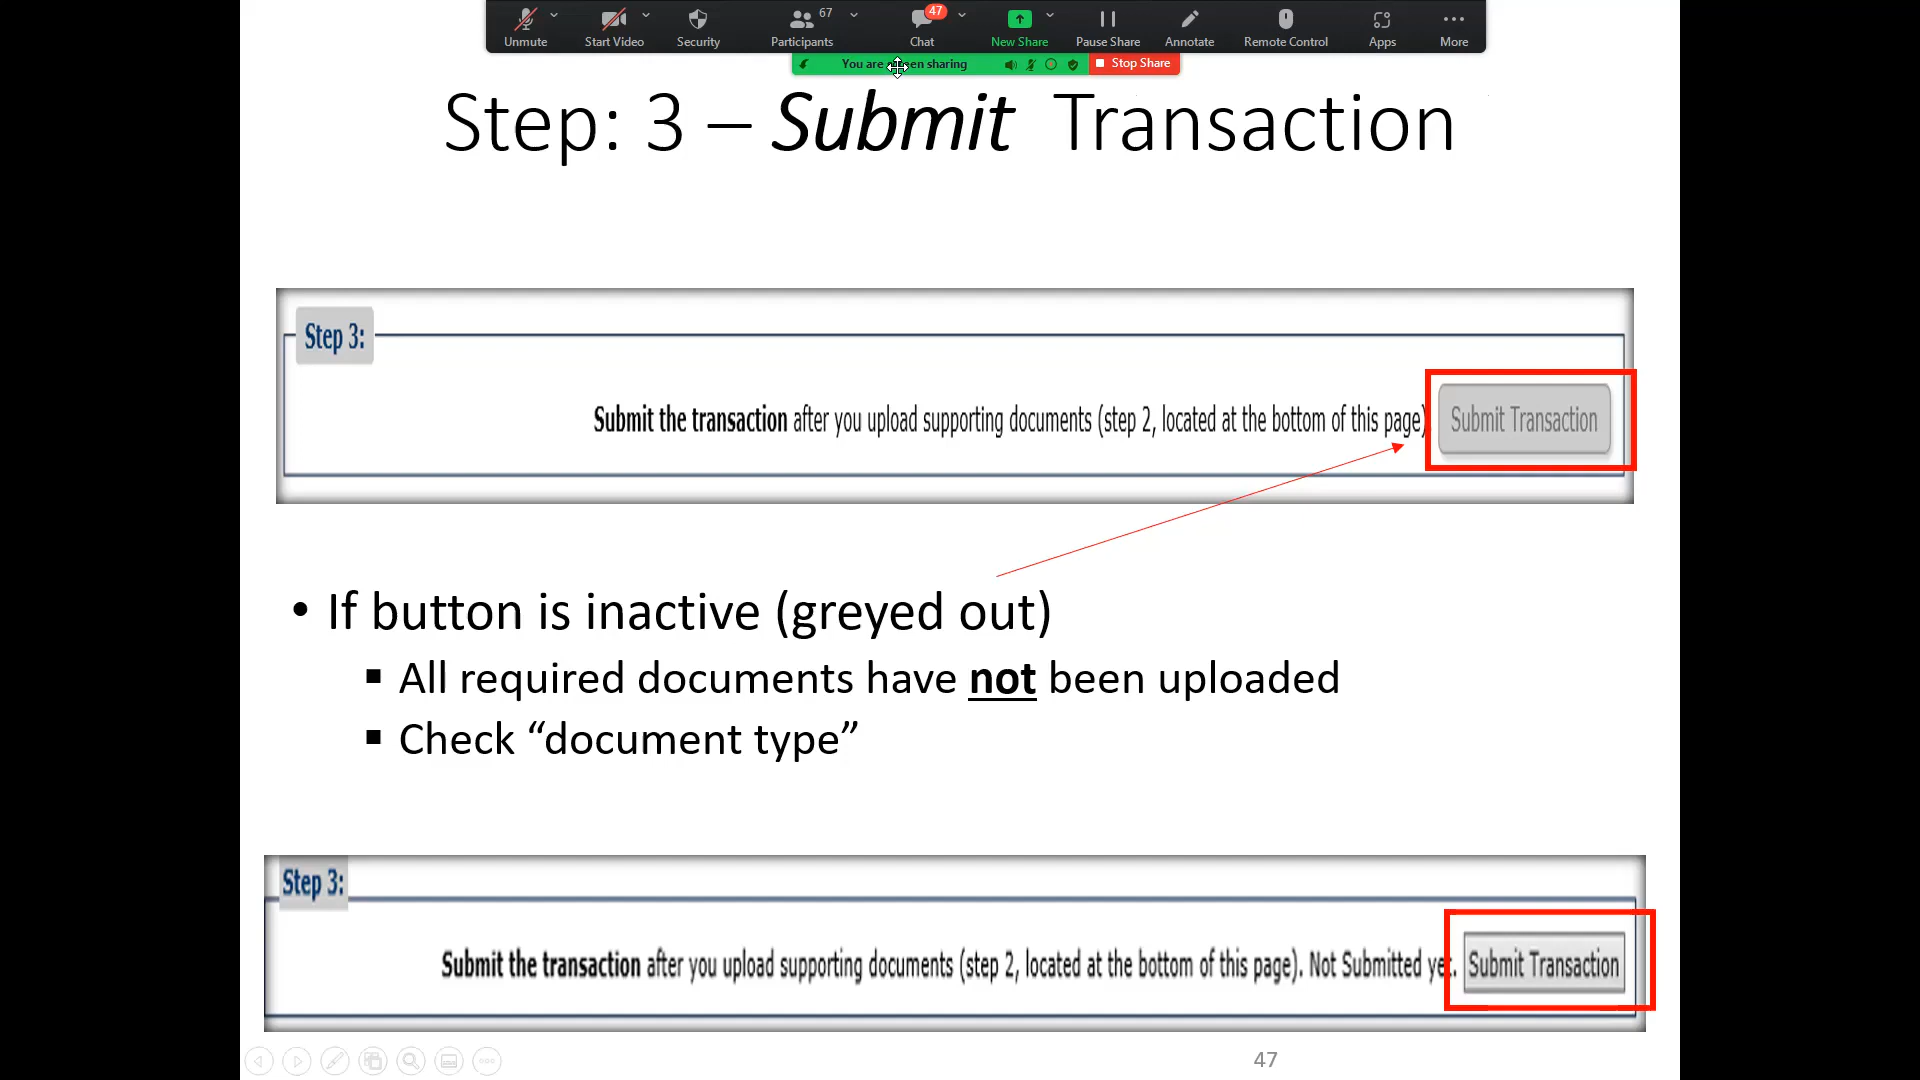 Unmute
Start Video
Security
67
Participants
47
Chat
New Share
Pause Share
Annotate
Remote Control
Apps
More
You are screen sharing
Stop Share
Step: 3 – Submit Transaction
Step 3:
Submit the transaction after you upload supporting documents (step 2, located at the bottom of this page)
Submit Transaction
• If button is inactive (greyed out)
▪ All required documents have not been uploaded
▪ Check “document type”
Step 3:
Submit the transaction after you upload supporting documents (step 2, located at the bottom of this page). Not Submitted yet.
Submit Transaction
47